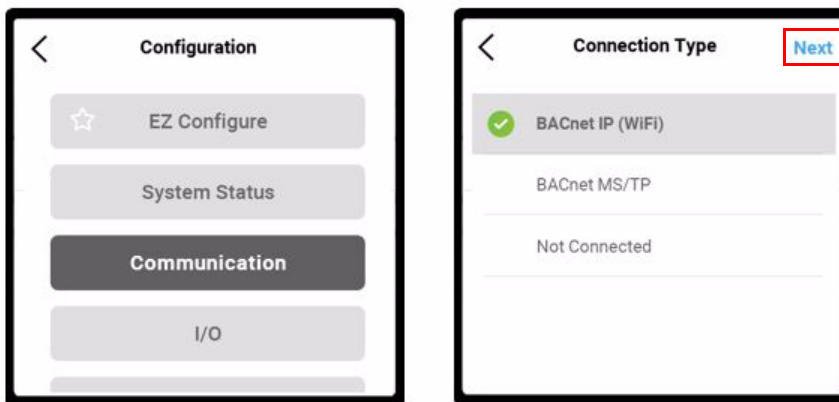 Configuration
EZ Configure
System Status
Communication
I/O
Connection Type Next
BACnet IP (WiFi)
BACnet MS/TP
Not Connected